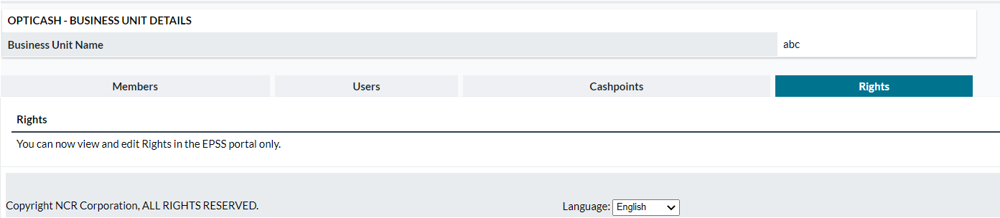 OPTICASH - BUSINESS UNIT DETAILS
Business Unit Name abc
Members Users Cashpoints Rights
Rights
You can now view and edit Rights in the EPSS portal only.
Copyright NCR Corporation, ALL RIGHTS RESERVED. Language: English